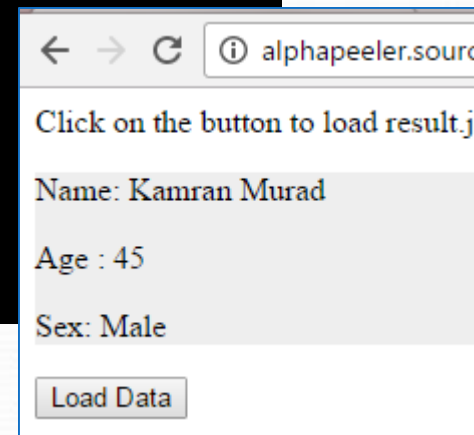 alphapeeler.sourc
Click on the button to load result.j
Name: Kamran Murad
Age : 45
Sex: Male
Load Data